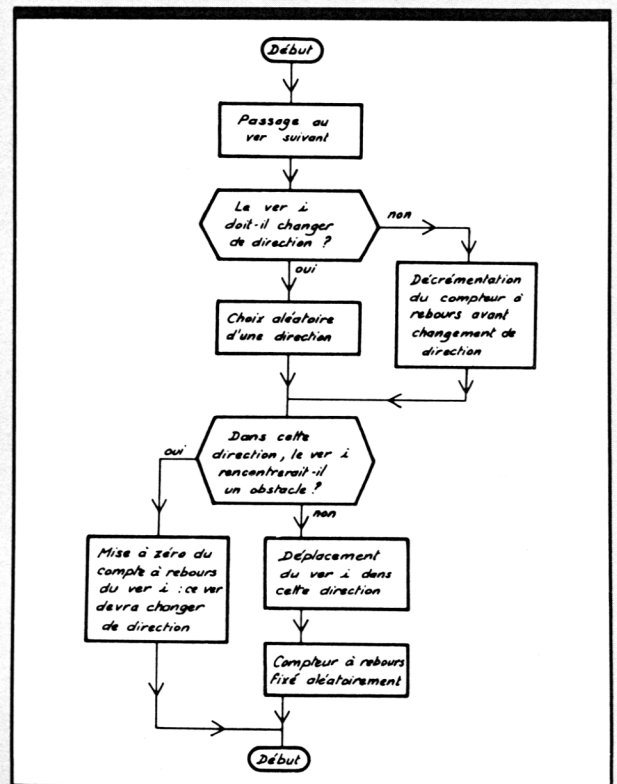 Début
Passage au
ver suivant
Le ver i
doit-il changer
de direction ?
non
oui
Décrémentation
du compteur à
rebours avant
changement de
direction
Choix aléatoire
d'une direction
Dans cette
direction, le ver i
rencontrerait-il
un obstacle ?
oui
non
Mise à zéro du
compte à rebours
du ver i : ce ver
devra changer
de direction
Déplacement
du ver i dans
cette direction
Compteur à rebours
fixé aléatoirement
Début